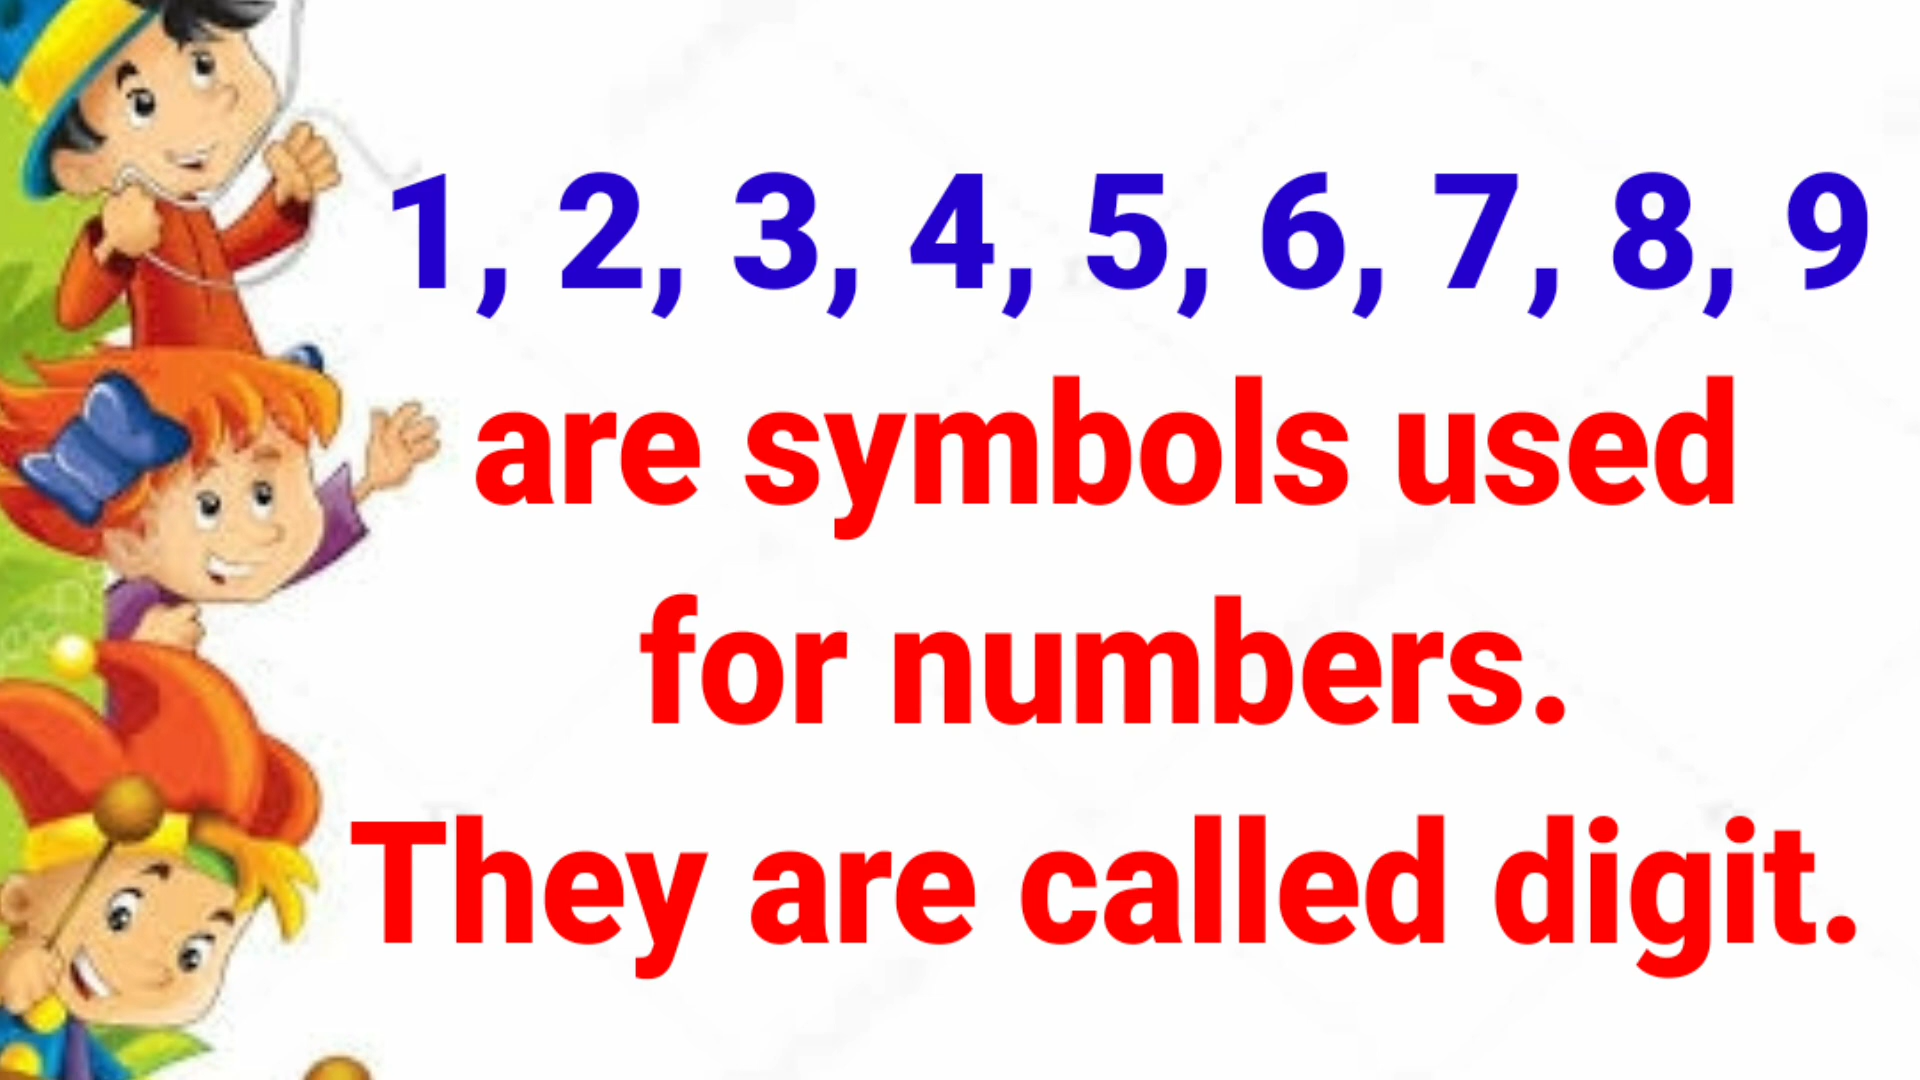 1, 2, 3, 4, 5, 6, 7, 8, 9
are symbols used
for numbers.
They are called digit.